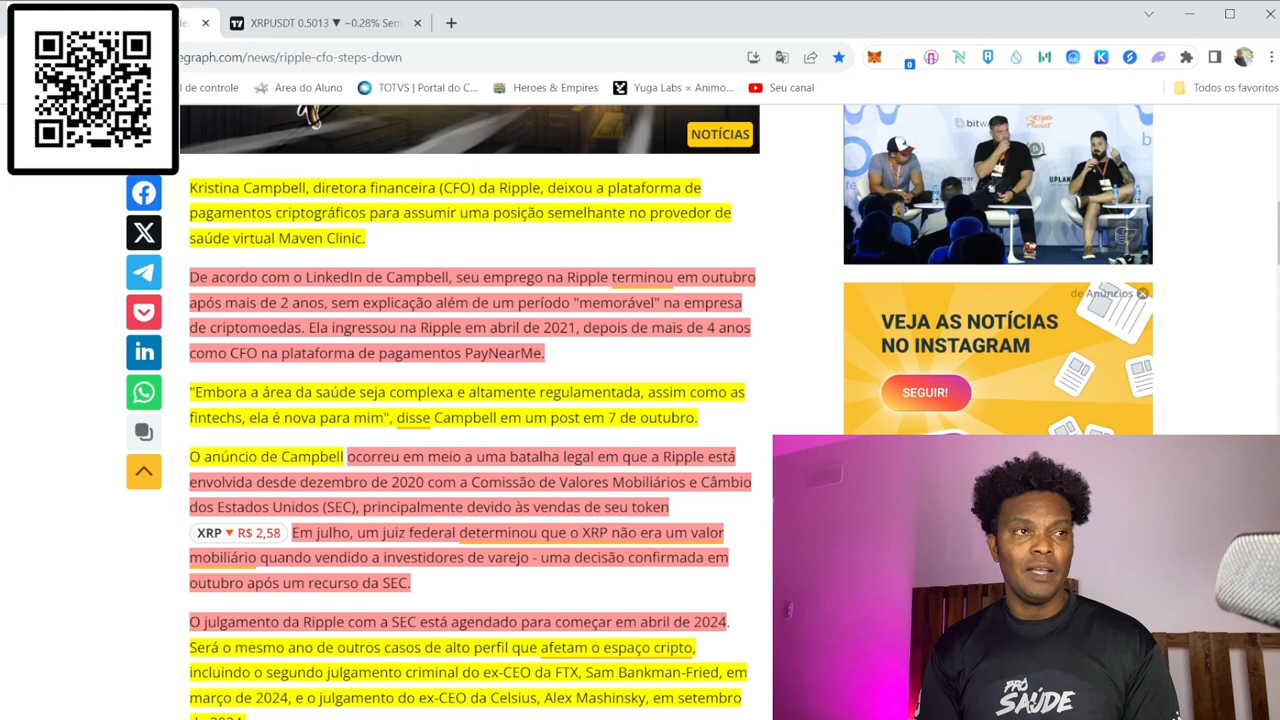 XRPUSDT 0.5013 ▼ −0.28% Sem
egraph.com/news/ripple-cfo-steps-down
l de controle
Area do Aluno
TOTVS | Portal do C...
Heroes & Empires
Yuga Labs × Animo...
Seu canal
Todos os favoritos
NOTÍCIAS
Kristina Campbell, diretora financeira (CFO) da Ripple, deixou a plataforma de
pagamentos criptográficos para assumir uma posição semelhante no provedor de
saúde virtual Maven Clinic.
De acordo com o LinkedIn de Campbell, seu emprego na Ripple terminou em outubro
após mais de 2 anos, sem explicação além de um período "memorável" na empresa
de criptomoedas. Ela ingressou na Ripple em abril de 2021, depois de mais de 4 anos
como CFO na plataforma de pagamentos PayNearMe.
"Embora a área da saúde seja complexa e altamente regulamentada, assim como as
fintechs, ela é nova para mim", disse Campbell em um post em 7 de outubro.
O anúncio de Campbell ocorreu em meio a uma batalha legal em que a Ripple está
envolvida desde dezembro de 2020 com a Comissão de Valores Mobiliários e Câmbio
dos Estados Unidos (SEC), principalmente devido às vendas de seu token
XRP ▼ R$ 2,58 Em julho, um juiz federal determinou que o XRP não era um valor
mobiliário quando vendido a investidores de varejo - uma decisão confirmada em
outubro após um recurso da SEC.
O julgamento da Ripple com a SEC está agendado para começar em abril de 2024.
Será o mesmo ano de outros casos de alto perfil que afetam o espaço cripto,
incluindo o segundo julgamento criminal do ex-CEO da FTX, Sam Bankman-Fried, em
março de 2024, e o julgamento do ex-CEO da Celsius, Alex Mashinsky, em setembro
de 2024.
de Anúncios
VEJA AS NOTÍCIAS
NO INSTAGRAM
SEGUIR!
PRÓ
SAÚDE